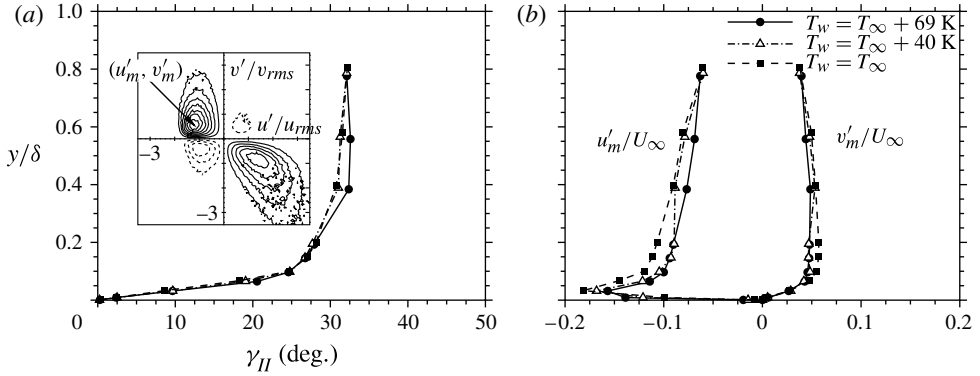 (a)
1.0
0.8
0.6
y/δ
0.4
0.2
0
10
20
30
40
50
γ_II (deg.)
(u′_m, v′_m)
v′/v_rms
u′/u_rms
−3
−3
(b)
T_w = T_∞ + 69 K
T_w = T_∞ + 40 K
T_w = T_∞
u′_m/U_∞
v′_m/U_∞
−0.2
−0.1
0
0.1
0.2